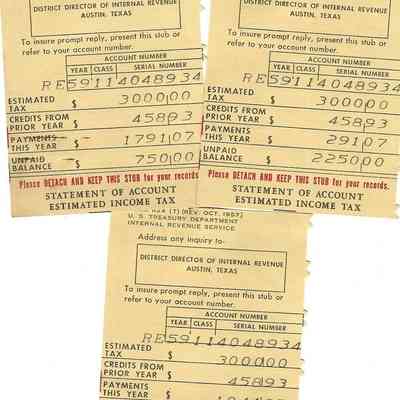 DISTRICT DIRECTOR OF INTERNAL REVENUE
AUSTIN, TEXAS
To insure prompt reply, present this stub or
refer to your account number.
ACCOUNT NUMBER
YEAR CLASS SERIAL NUMBER
RE 59 11 4048934
ESTIMATED TAX $ 3000 00
CREDITS FROM PRIOR YEAR $ 458 93
PAYMENTS THIS YEAR $ 1791 07
UNPAID BALANCE $ 750 00
Please DETACH AND KEEP THIS STUB for your records.
STATEMENT OF ACCOUNT
ESTIMATED INCOME TAX
DISTRICT DIRECTOR OF INTERNAL REVENUE
AUSTIN, TEXAS
To insure prompt reply, present this stub or
refer to your account number.
ACCOUNT NUMBER
YEAR CLASS SERIAL NUMBER
RE 59 11 4048934
ESTIMATED TAX $ 3000 00
CREDITS FROM PRIOR YEAR $ 458 93
PAYMENTS THIS YEAR $ 291 07
UNPAID BALANCE $ 2250 00
Please DETACH AND KEEP THIS STUB for your records.
STATEMENT OF ACCOUNT
ESTIMATED INCOME TAX
(7) (REV. OCT. 1957)
U. S. TREASURY DEPARTMENT
INTERNAL REVENUE SERVICE
Address any inquiry to:
DISTRICT DIRECTOR OF INTERNAL REVENUE
AUSTIN, TEXAS
To insure prompt reply, present this stub or
refer to your account number.
ACCOUNT NUMBER
YEAR CLASS SERIAL NUMBER
RE 59 11 4048934
ESTIMATED TAX $ 3000 00
CREDITS FROM PRIOR YEAR $ 458 93
PAYMENTS THIS YEAR $